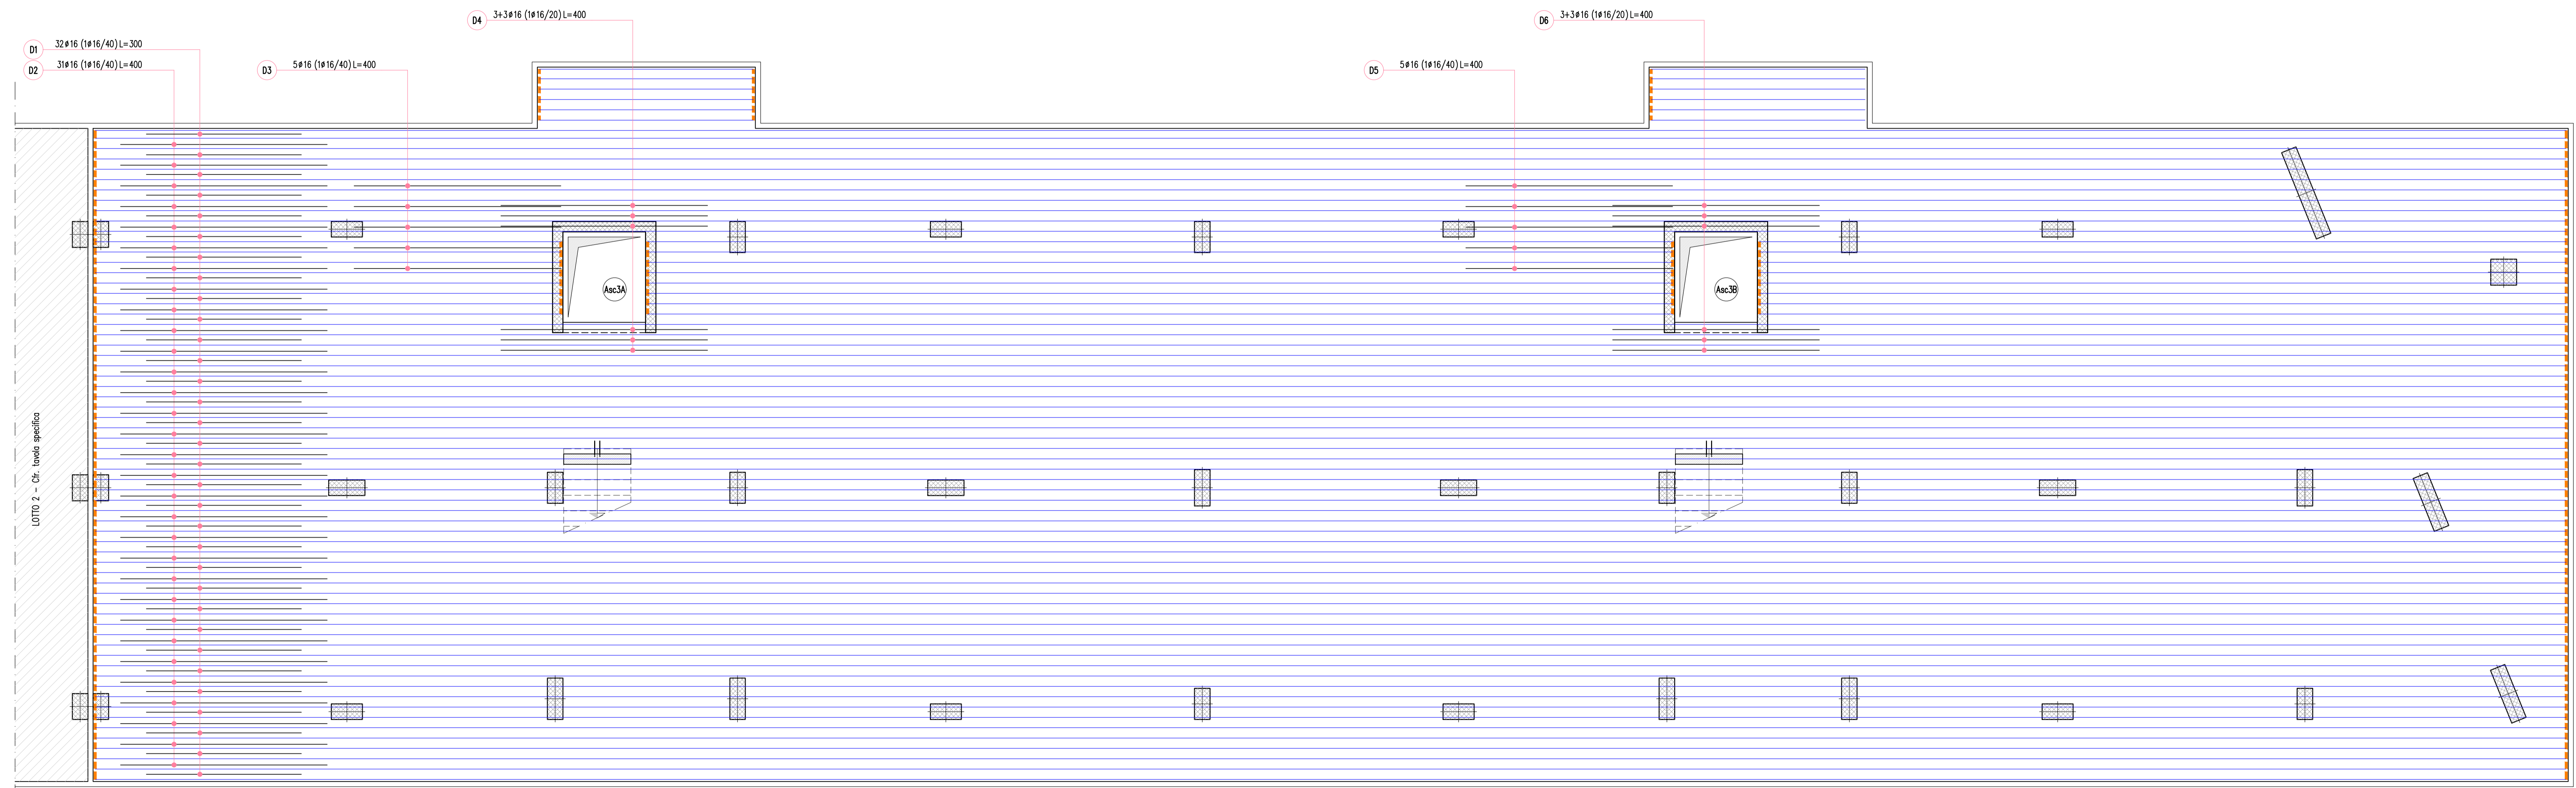 D4 3+3ø16 (1ø16/20) L=400
D6 3+3ø16 (1ø16/20) L=400
D1 32ø16 (1ø16/40) L=300
D2 31ø16 (1ø16/40) L=400
D3 5ø16 (1ø16/40) L=400
D5 5ø16 (1ø16/40) L=400
Asc3A
Asc3B
LOTTO 2 - Cfr. tavola specifica